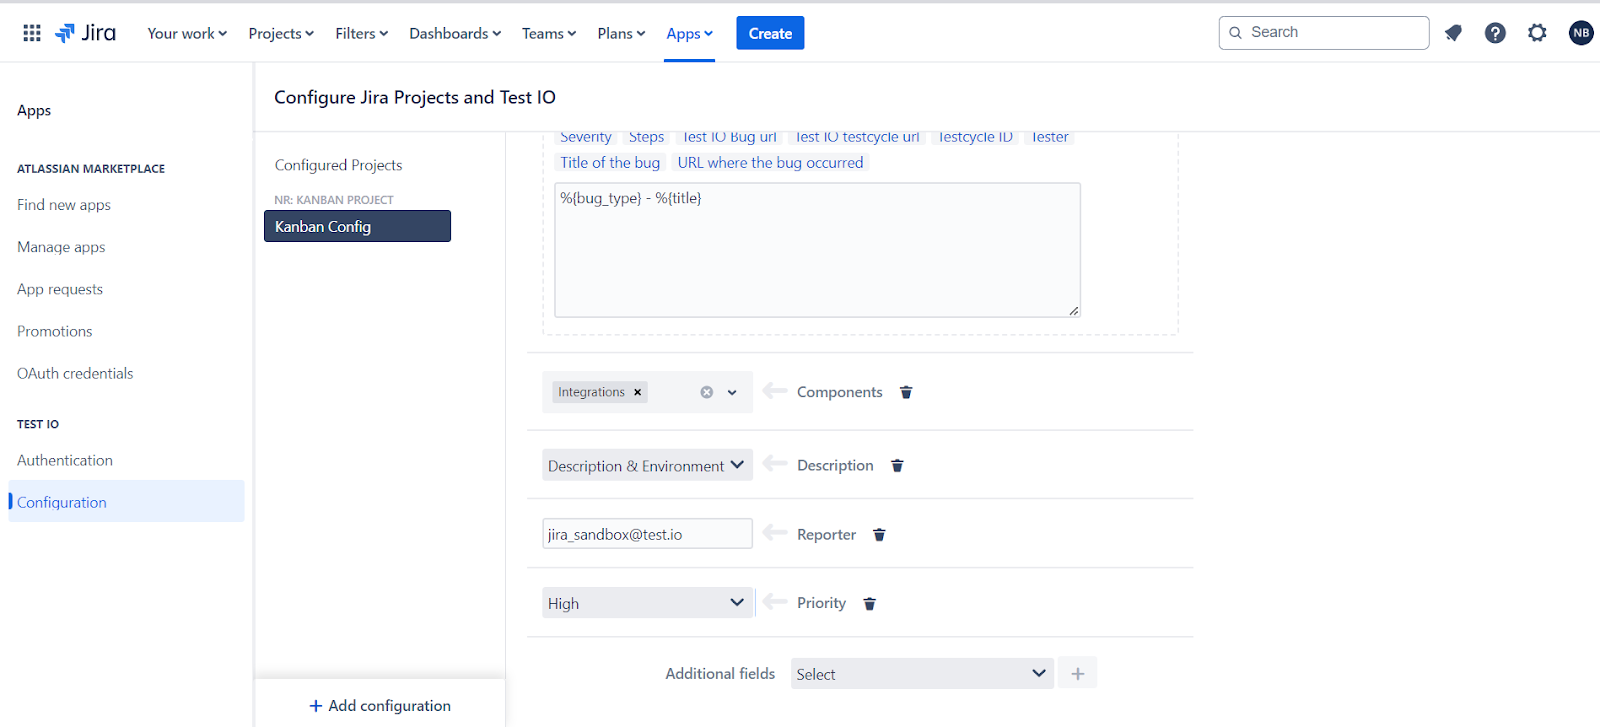 Jira Your work Projects Filters Dashboards Teams Plans Apps Create Search NB
Configure Jira Projects and Test IO
Apps
ATLASSIAN MARKETPLACE
Find new apps
Manage apps
App requests
Promotions
OAuth credentials
TEST IO
Authentication
Configuration
Configured Projects
NR: KANBAN PROJECT
Kanban Config
+ Add configuration
Severity Steps Test IO Bug url Test IO testcycle url Testcycle ID Tester
Title of the bug URL where the bug occurred
%{bug_type} - %{title}
Integrations Components
Description & Environment Description
jira_sandbox@test.io Reporter
High Priority
Additional fields Select +